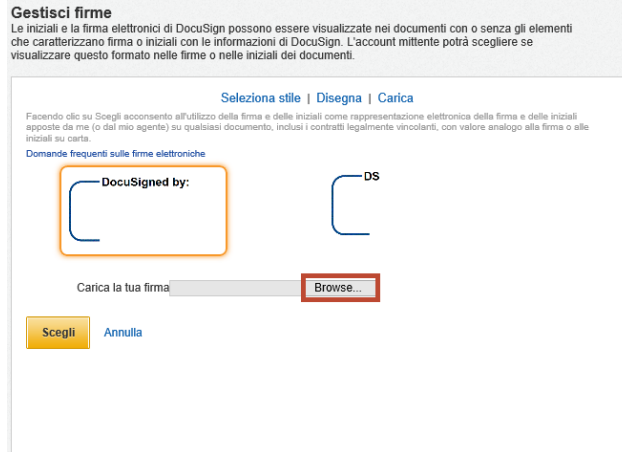 Gestisci firme
Le iniziali e la firma elettronici di DocuSign possono essere visualizzate nei documenti con o senza gli elementi
che caratterizzano firma o iniziali con le informazioni di DocuSign. L'account mittente potrà scegliere se
visualizzare questo formato nelle firme o nelle iniziali dei documenti.
Seleziona stile | Disegna | Carica
Facendo clic su Scegli acconsento all'utilizzo della firma e delle iniziali come rappresentazione elettronica della firma e delle iniziali
apposte da me (o dal mio agente) su qualsiasi documento, inclusi i contratti legalmente vincolanti, con valore analogo alla firma o alle
iniziali su carta.
Domande frequenti sulle firme elettroniche
DocuSigned by:
DS
Carica la tua firma
Browse...
Scegli
Annulla